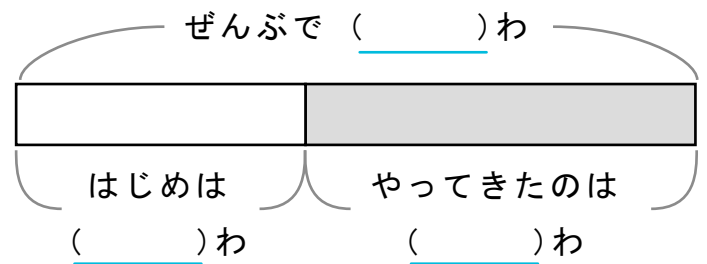 ぜんぶで (　　　)わ
はじめは
(　　　)わ
やってきたのは
(　　　)わ